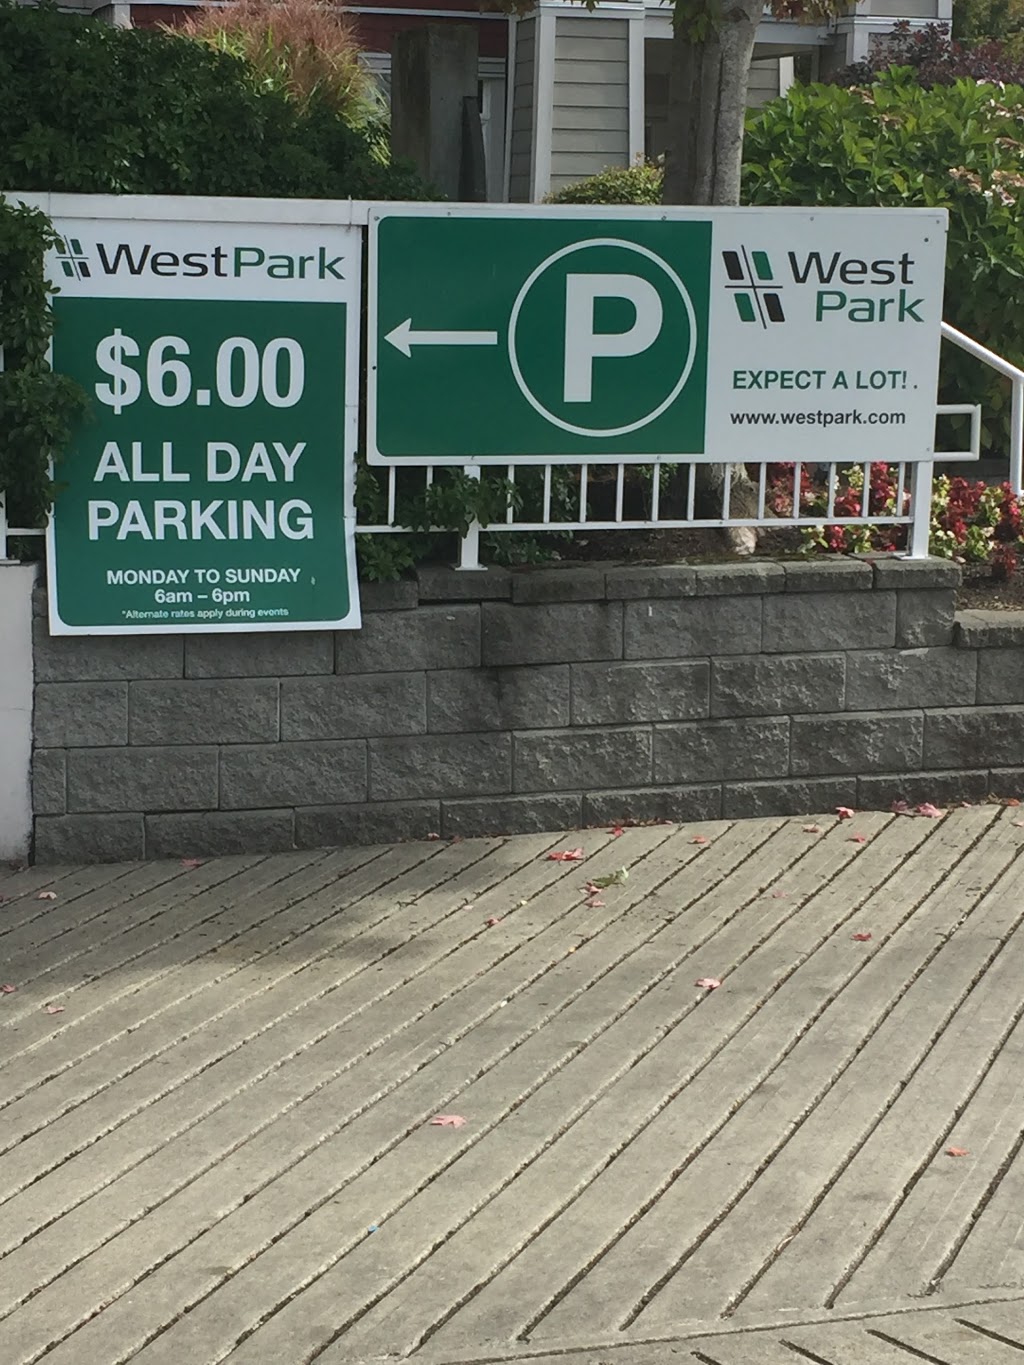 WestPark
$6.00
ALL DAY
PARKING
MONDAY TO SUNDAY
6am – 6pm
*Alternate rates apply during events
P
West
Park
EXPECT A LOT! .
www.westpark.com